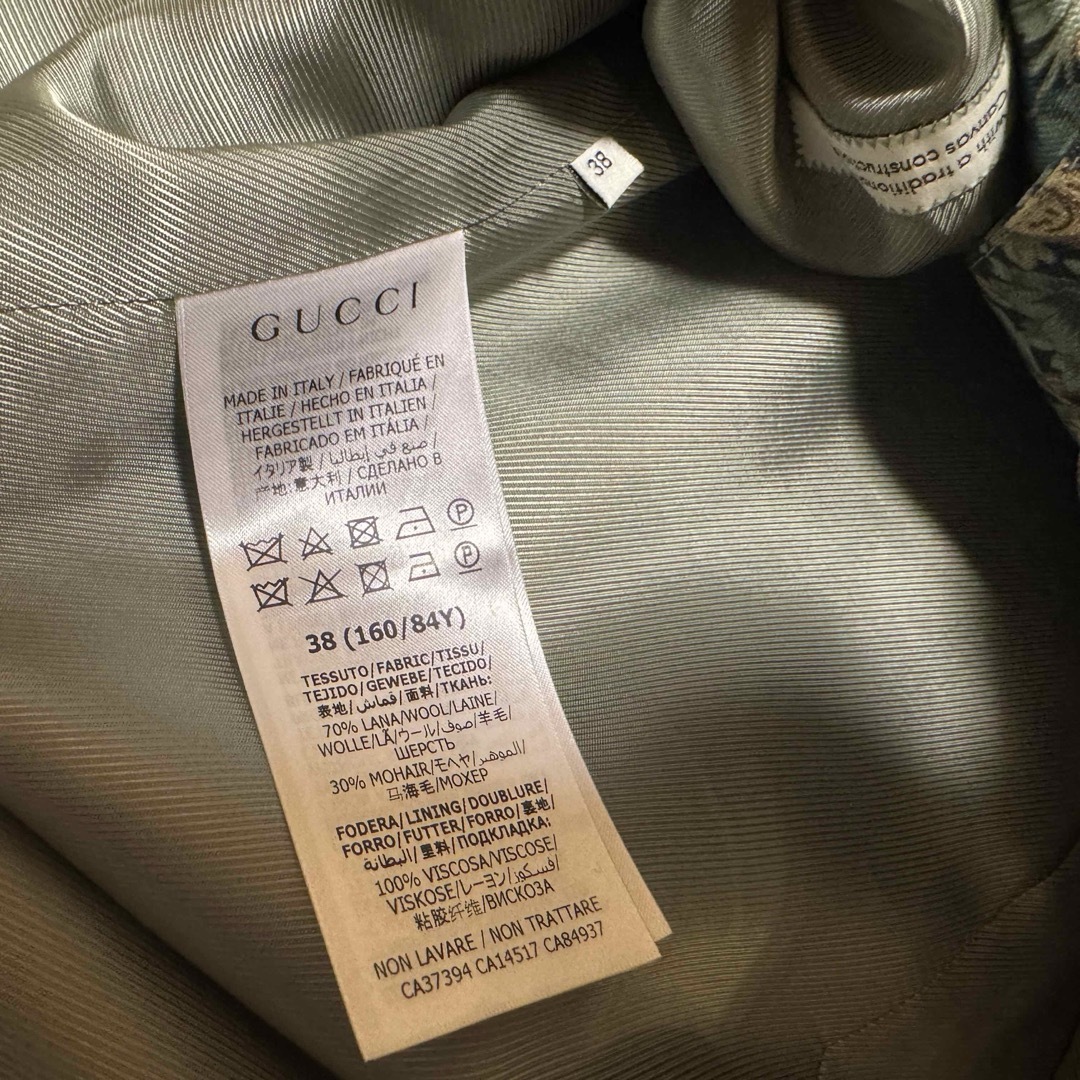 38
with a tradition
Canvas construc
GUCCI
MADE IN ITALY / FABRIQUÉ EN
ITALIE / HECHO EN ITALIA /
HERGESTELLT IN ITALIEN /
FABRICADO EM ITÁLIA /
イタリア製 / صنع في إيطاليا /
产地: 意大利 / СДЕЛАНО В
ИТАЛИИ
P
P
38 (160/84Y)
TESSUTO/FABRIC/TISSU/
TEJIDO/GEWEBE/TECIDO/
表地/قماش/面料/ТКАНЬ:
70% LANA/WOOL/LAINE/
WOLLE/LÃ/ウール/صوف/羊毛/
ШЕРСТЬ
30% MOHAIR/モヘヤ/الموهير/
马海毛/МОХЕР
FODERA/LINING/DOUBLURE/
FORRO/FUTTER/FORRO/裏地/
البطانة/里料/ПОДКЛАДКА:
100% VISCOSA/VISCOSE/
VISKOSE/レーヨン/فسكوز/
粘胶纤维/ВИСКОЗА
NON LAVARE / NON TRATTARE
CA37394 CA14517 CA84937